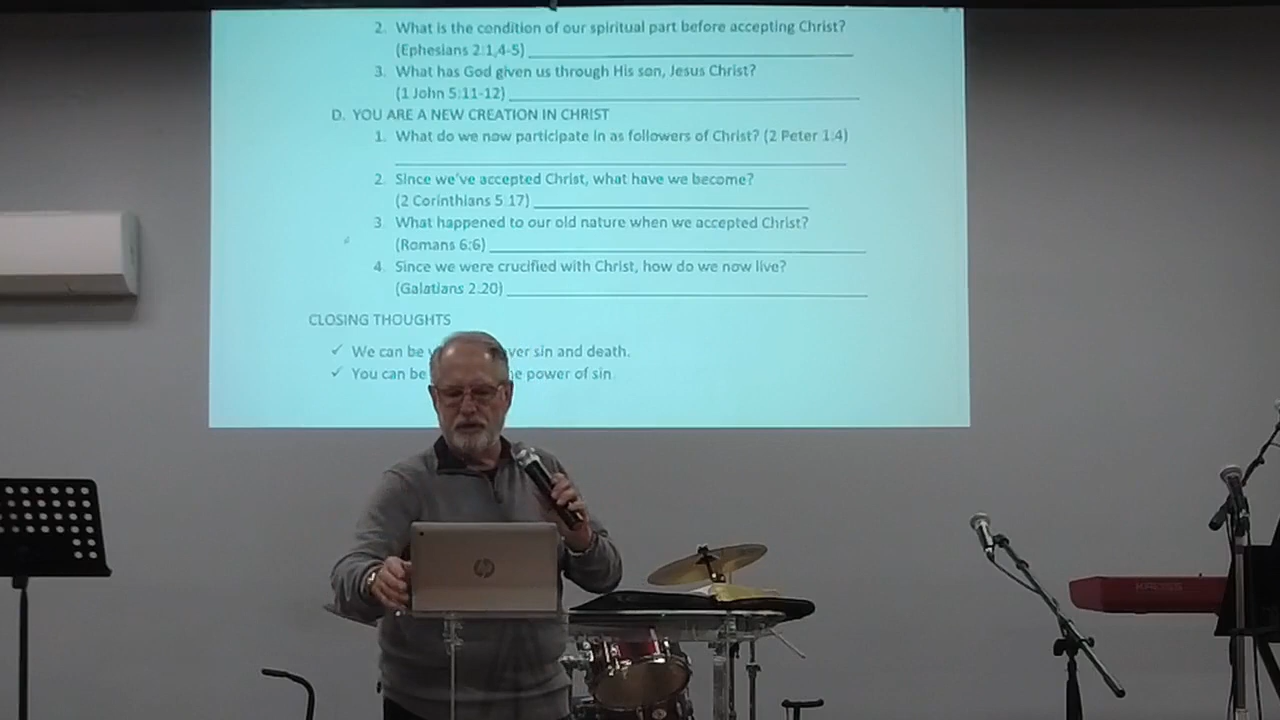 2. What is the condition of our spiritual part before accepting Christ?
(Ephesians 2:1,4-5)
3. What has God given us through His son, Jesus Christ?
(1 John 5:11-12)
D. YOU ARE A NEW CREATION IN CHRIST
1. What do we now participate in as followers of Christ? (2 Peter 1:4)
2. Since we've accepted Christ, what have we become?
(2 Corinthians 5:17)
3. What happened to our old nature when we accepted Christ?
(Romans 6:6)
4. Since we were crucified with Christ, how do we now live?
(Galatians 2:20)
CLOSING THOUGHTS
✓ We can be ver sin and death.
✓ You can be e power of sin
hp
KROSS